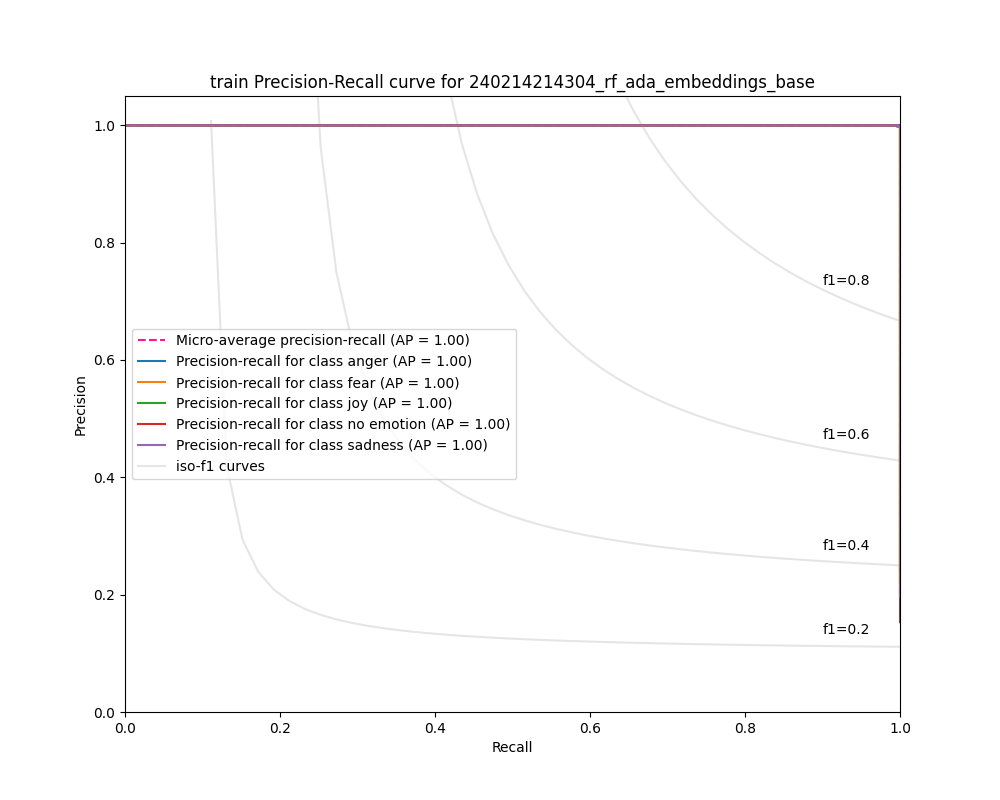 train Precision-Recall curve for 240214214304_rf_ada_embeddings_base
1.0
0.8
0.6
0.4
0.2
0.0
Precision
f1=0.8
f1=0.6
f1=0.4
f1=0.2
Micro-average precision-recall (AP = 1.00)
Precision-recall for class anger (AP = 1.00)
Precision-recall for class fear (AP = 1.00)
Precision-recall for class joy (AP = 1.00)
Precision-recall for class no emotion (AP = 1.00)
Precision-recall for class sadness (AP = 1.00)
iso-f1 curves
0.0 0.2 0.4 0.6 0.8 1.0
Recall